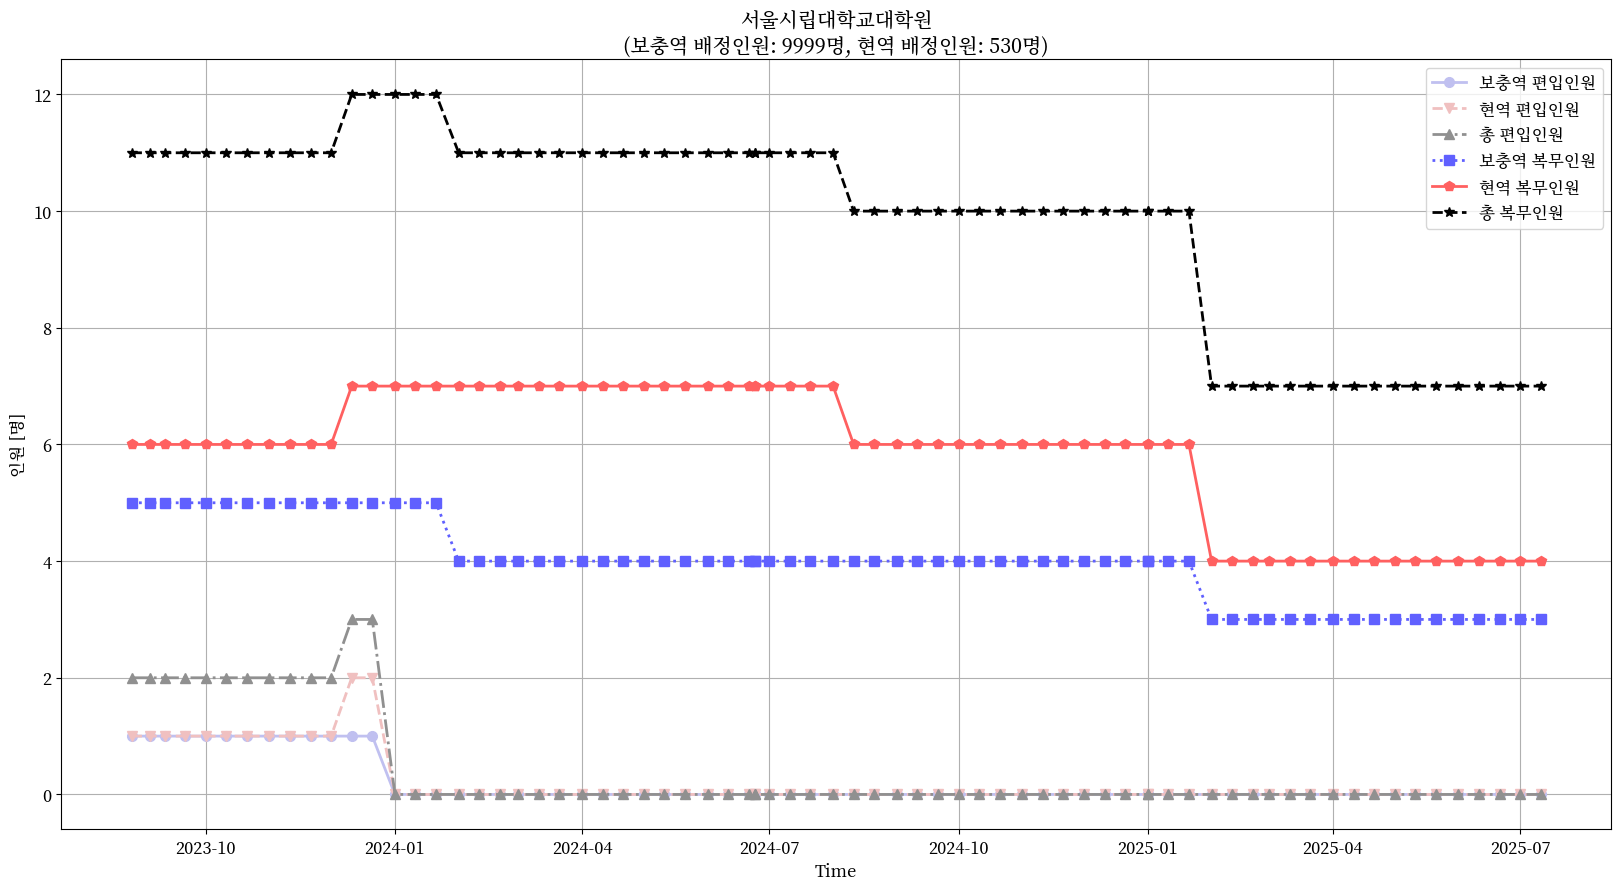 서울시립대학교대학원
(보충역 배정인원: 9999명, 현역 배정인원: 530명)
보충역 편입인원
현역 편입인원
총 편입인원
보충역 복무인원
현역 복무인원
총 복무인원
인원 [명]
12
10
8
6
4
2
0
2023-10
2024-01
2024-04
2024-07
2024-10
2025-01
2025-04
2025-07
Time